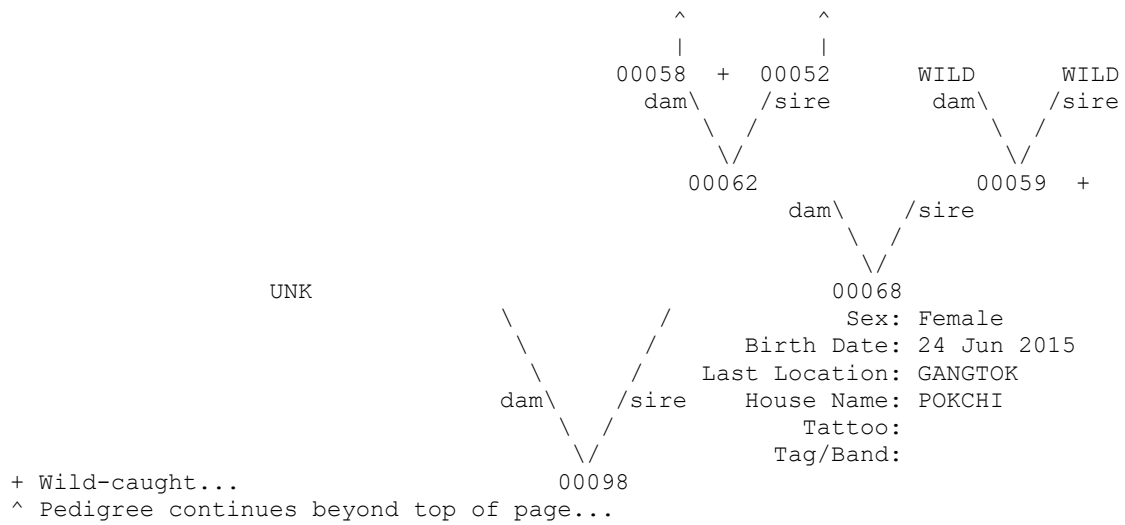 ^ ^
| |
00058 + 00052 WILD WILD
dam\ /sire dam\ /sire
\ / \ /
\/ \/
00062 00059 +
dam\ /sire
\ /
\/
UNK 00068
\ / Sex: Female
\ / Birth Date: 24 Jun 2015
\ / Last Location: GANGTOK
dam\ /sire House Name: POKCHI
\ / Tattoo:
\/ Tag/Band:
+ Wild-caught... 00098
^ Pedigree continues beyond top of page...